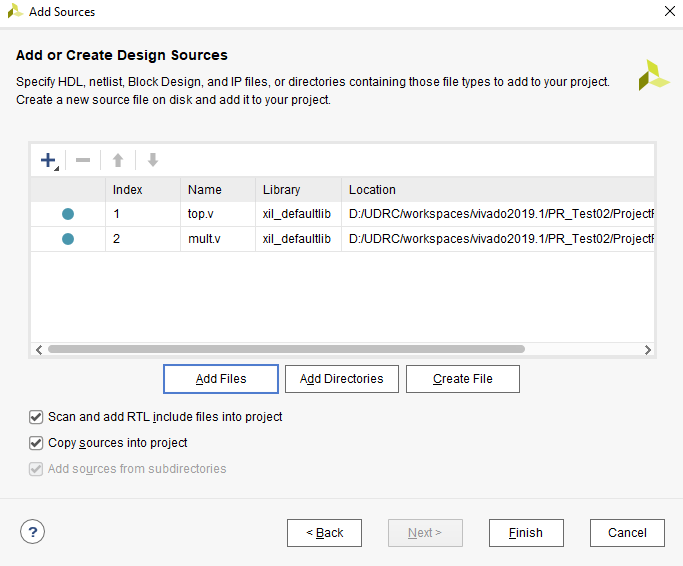 Add Sources
Add or Create Design Sources
Specify HDL, netlist, Block Design, and IP files, or directories containing those file types to add to your project.
Create a new source file on disk and add it to your project.
Index Name Library Location
1 top.v xil_defaultlib D:/UDRC/workspaces/vivado2019.1/PR_Test02/Project
2 mult.v xil_defaultlib D:/UDRC/workspaces/vivado2019.1/PR_Test02/Project
Add Files Add Directories Create File
Scan and add RTL include files into project
Copy sources into project
Add sources from subdirectories
? < Back Next > Finish Cancel